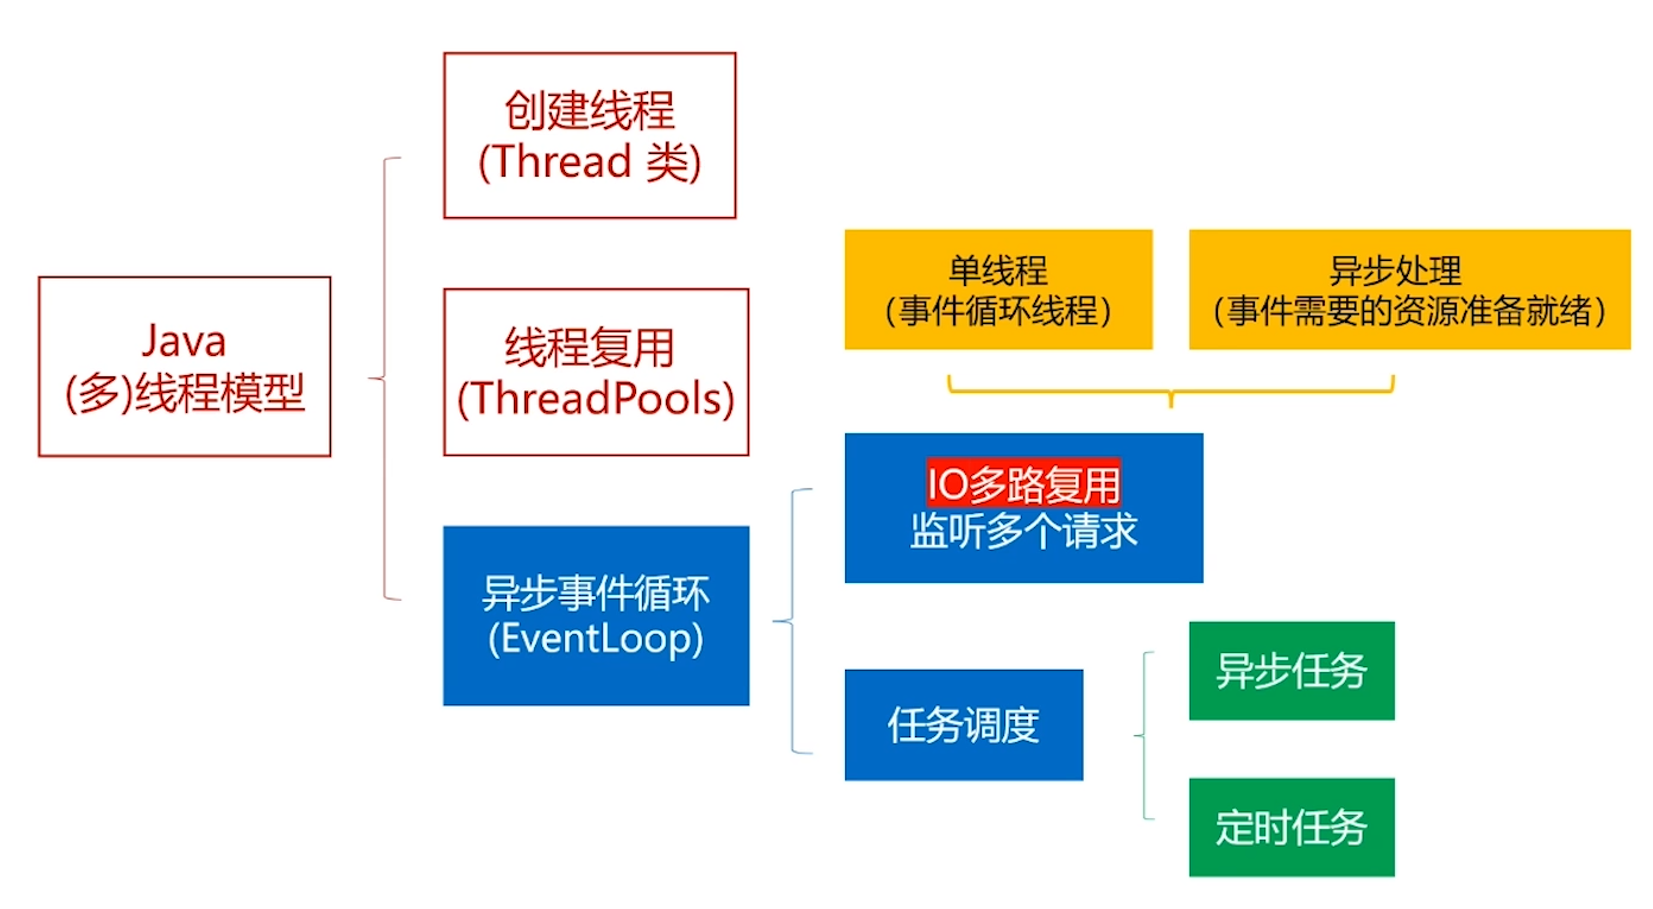 Java
(多)线程模型
创建线程
(Thread 类)
线程复用
(ThreadPools)
异步事件循环
(EventLoop)
单线程
（事件循环线程）
异步处理
（事件需要的资源准备就绪）
IO多路复用
监听多个请求
任务调度
异步任务
定时任务